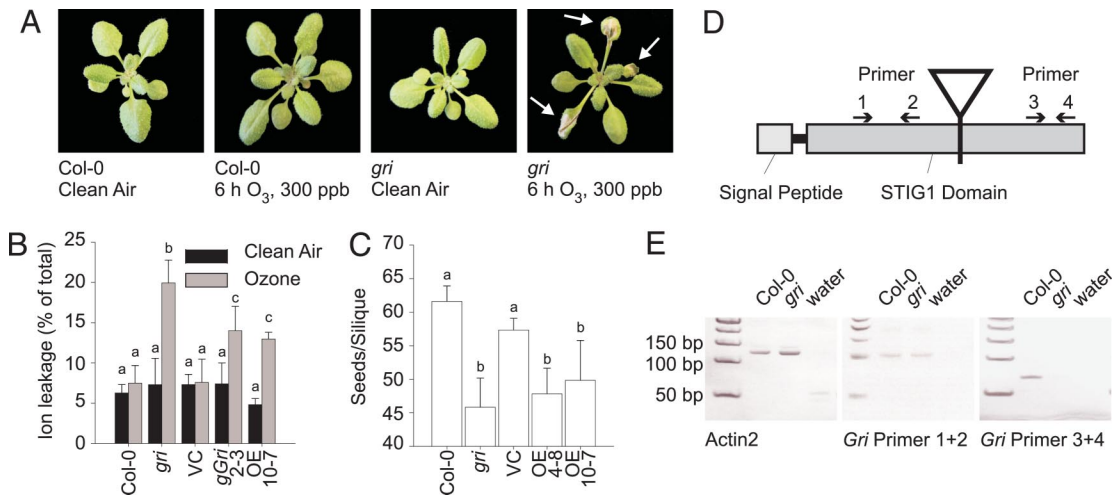 A
Col-0
Clean Air
Col-0
6 h O3, 300 ppb
gri
Clean Air
gri
6 h O3, 300 ppb
B
Ion leakage (% of total)
25
20
15
10
5
0
Clean Air
Ozone
a
a
a
b
a
a
a
c
a
c
Col-0
gri
VC
gGri
2-3
OE
10-7
C
Seeds/Silique
70
65
60
55
50
45
40
a
b
a
b
b
Col-0
gri
VC
OE
4-8
OE
10-7
D
Primer
Primer
1
2
3
4
Signal Peptide
STIG1 Domain
E
Col-0
gri
water
Col-0
gri
water
Col-0
gri
water
150 bp
100 bp
50 bp
Actin2
Gri Primer 1+2
Gri Primer 3+4